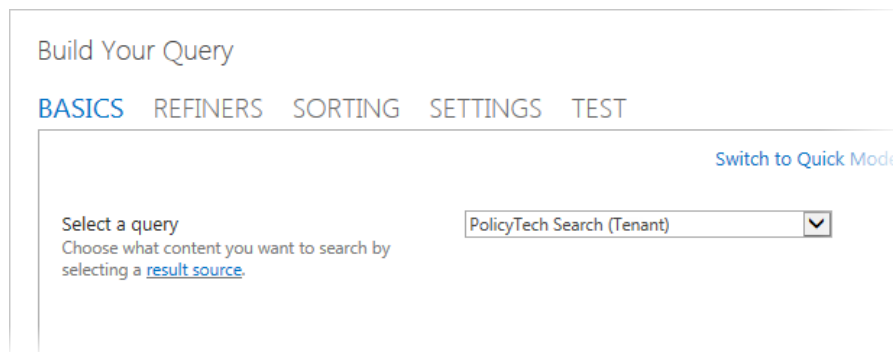 Build Your Query
BASICS REFINERS SORTING SETTINGS TEST
Switch to Quick Mode
Select a query
PolicyTech Search (Tenant)
Choose what content you want to search by
selecting a result source.